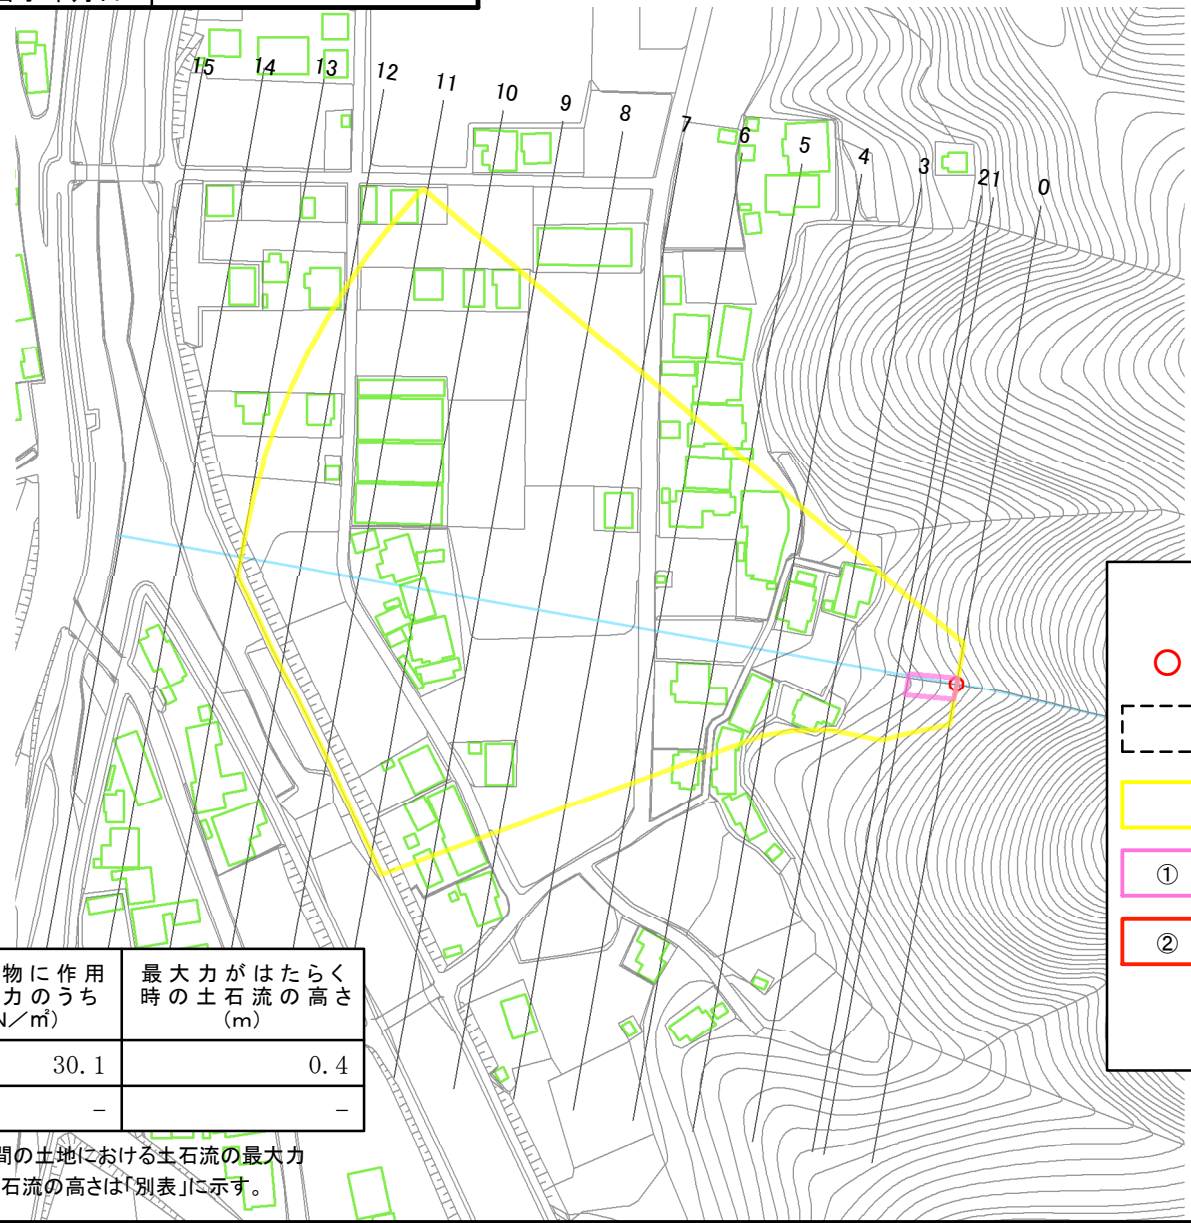 15
14
13
12
11
10
9
8
7
6
5
4
3
21
0
①
②
物に作用
力のうち
N/㎡)
最大力がはたらく
時の土石流の高さ
(m)
30.1
0.4
–
–
間の土地における土石流の最大力
石流の高さは「別表」に示す。